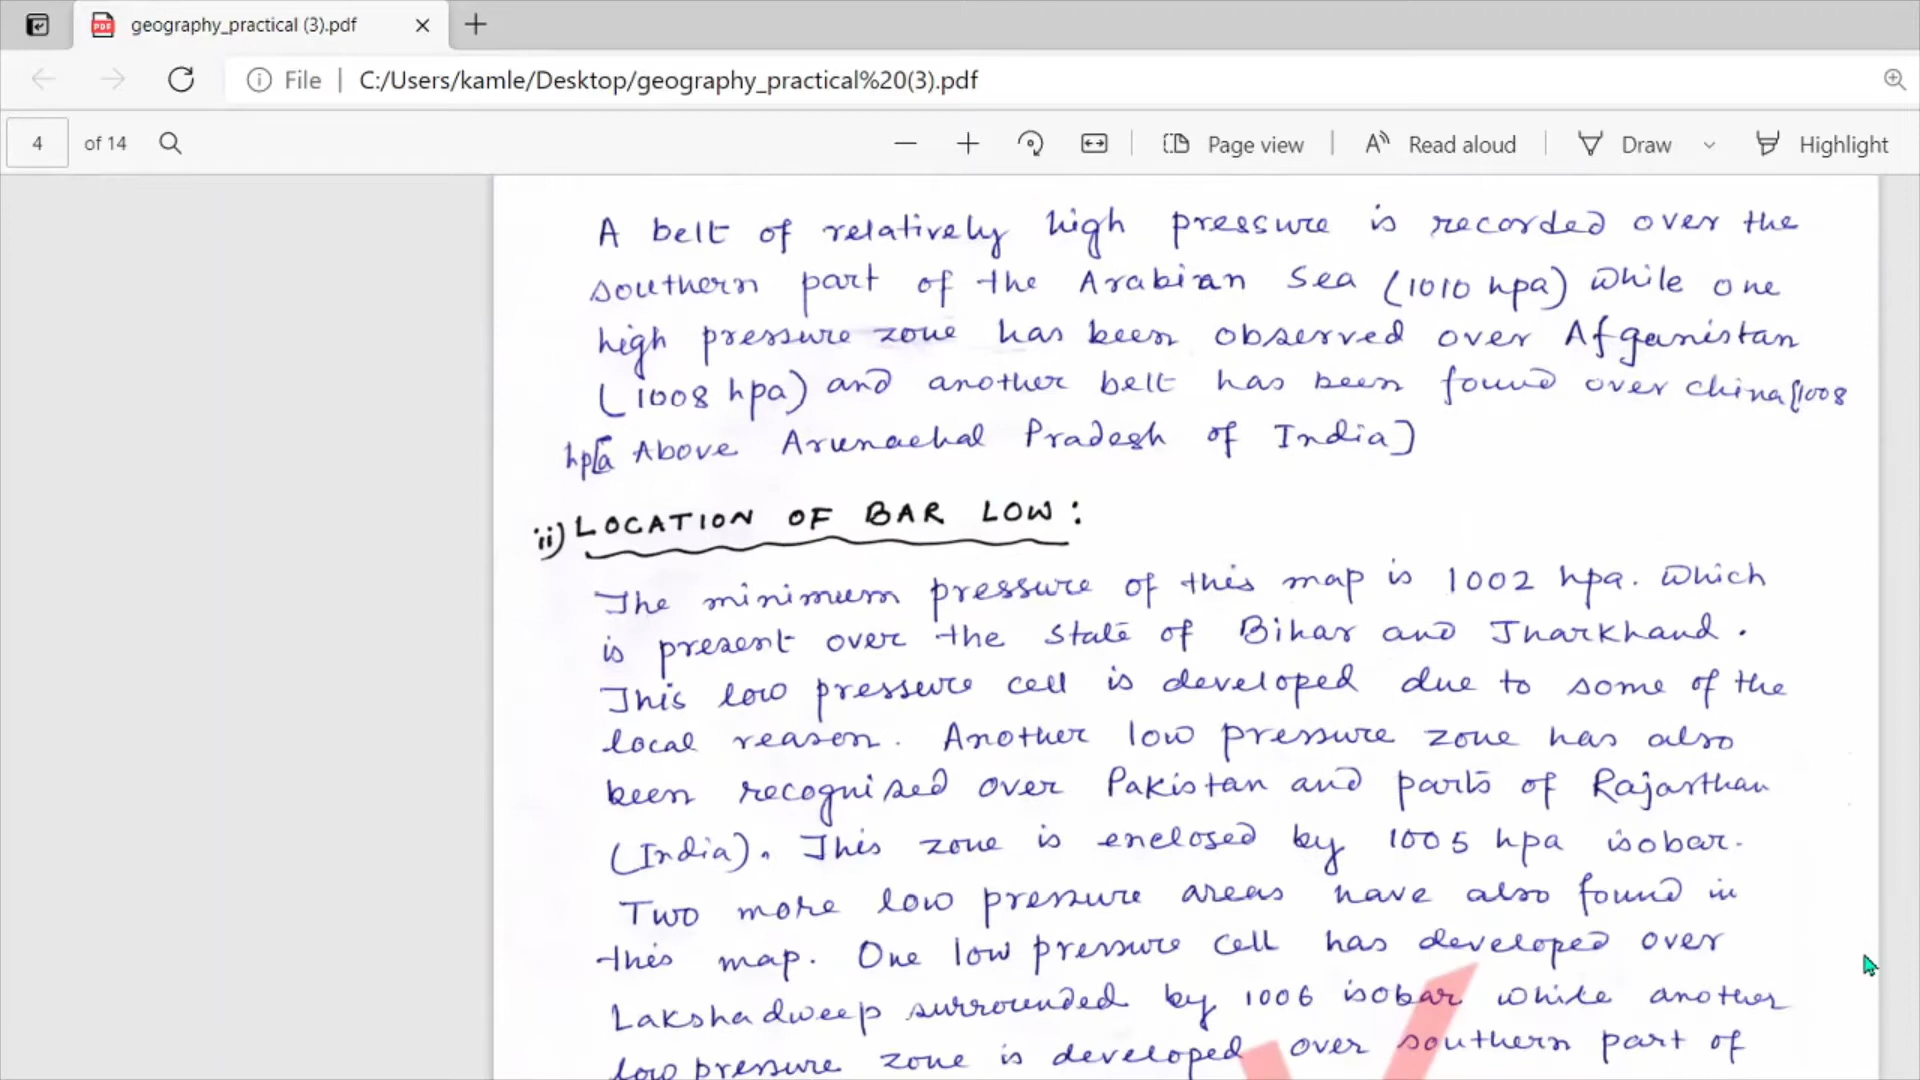 geography_practical (3).pdf
File | C:/Users/kamle/Desktop/geography_practical%20(3).pdf
4 of 14 Page view Read aloud Draw Highlight
A belt of relatively high pressure is recorded over the
southern part of the Arabian Sea (1010 hpa) while one
high pressure zone has been observed over Afganistan
(1008 hpa) and another belt has been found over china [1008
hpa [Above Arunachal Pradesh of India]
ii) LOCATION OF BAR LOW :
The minimum pressure of this map is 1002 hpa. which
is present over the state of Bihar and Jharkhand.
This low pressure cell is developed due to some of the
local reason. Another low pressure zone has also
been recognised over Pakistan and parts of Rajasthan
(India). This zone is enclosed by 1005 hpa isobar.
Two more low pressure areas have also found in
this map. One low pressure cell has developed over
Lakshadweep surrounded by 1006 isobar while another
low pressure zone is developed over southern part of